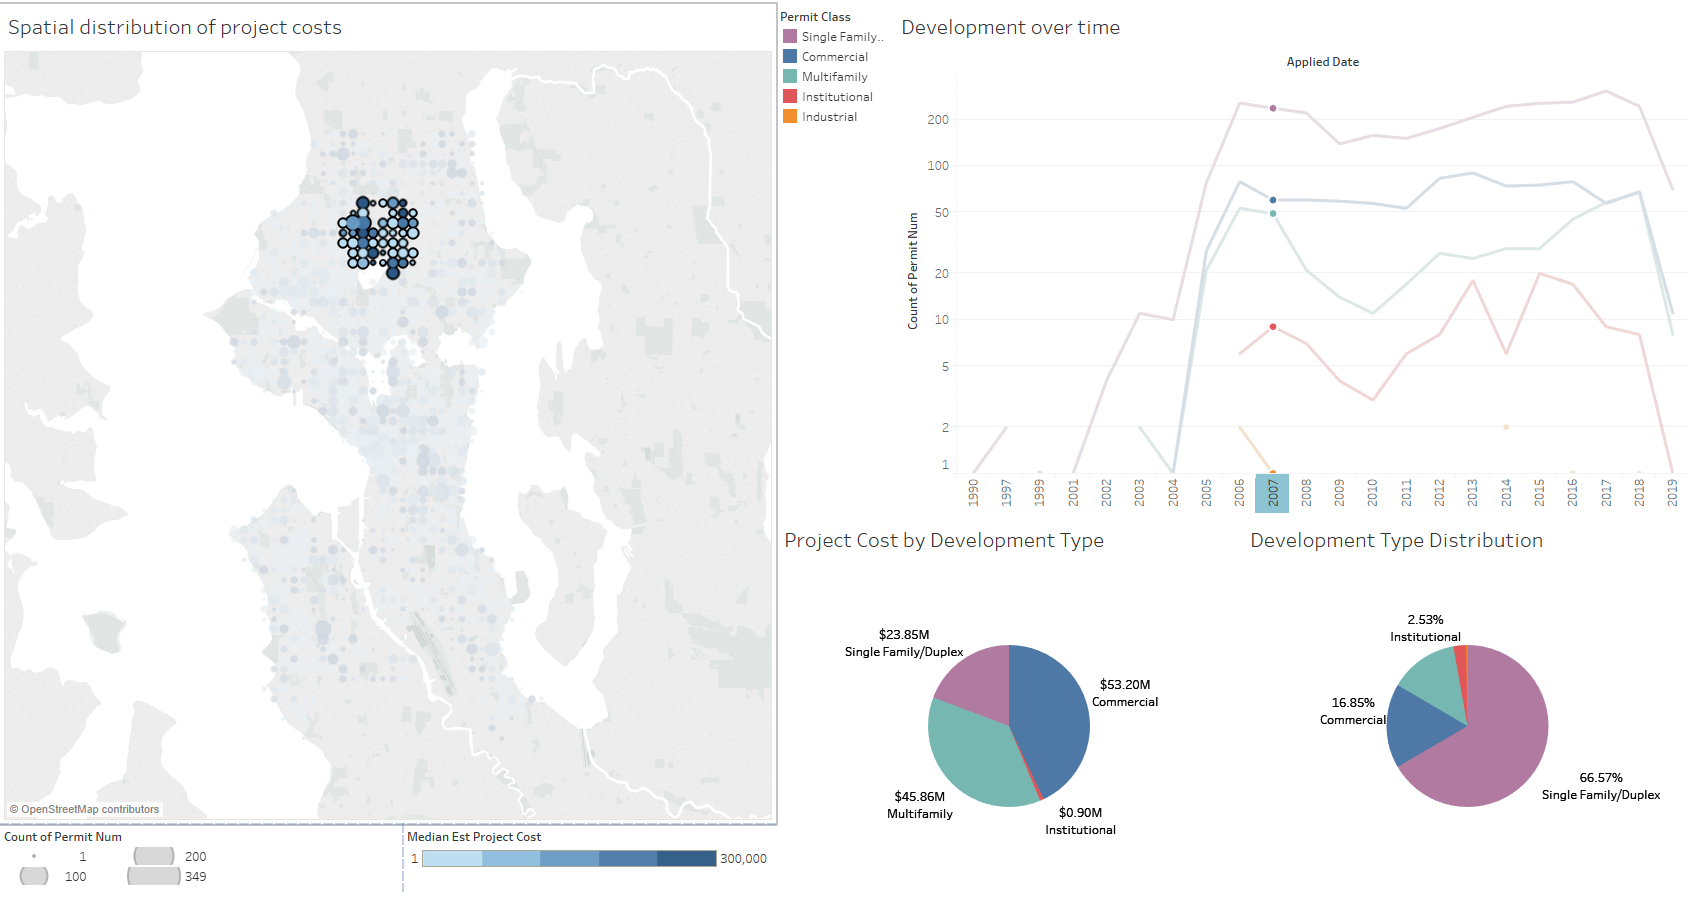 Spatial distribution of project costs
© OpenStreetMap contributors
Count of Permit Num
1
200
100
349
Median Est Project Cost
1
300,000
Permit Class
Single Family..
Commercial
Multifamily
Institutional
Industrial
Development over time
Applied Date
Count of Permit Num
200
100
50
20
10
5
2
1
1990
1997
1999
2001
2002
2003
2004
2005
2006
2007
2008
2009
2010
2011
2012
2013
2014
2015
2016
2017
2018
2019
Project Cost by Development Type
$23.85M
Single Family/Duplex
$53.20M
Commercial
$45.86M
Multifamily
$0.90M
Institutional
Development Type Distribution
2.53%
Institutional
16.85%
Commercial
66.57%
Single Family/Duplex